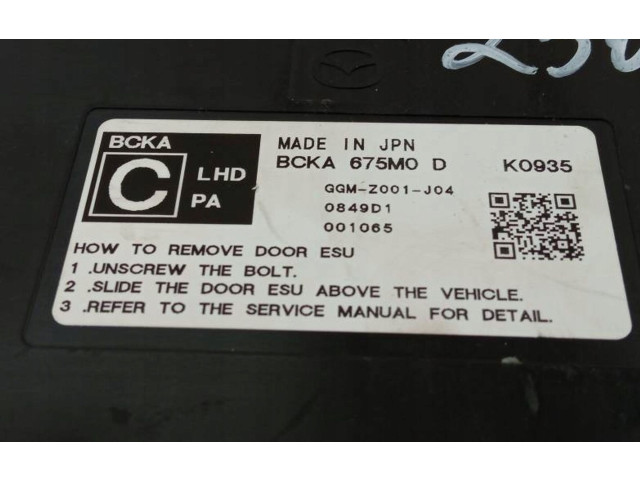 BCKA
C
LHD
PA
MADE IN JPN
BCKA 675M0 D K0935
GGM-Z001-J04
0849D1
001065
HOW TO REMOVE DOOR ESU
1 .UNSCREW THE BOLT.
2 .SLIDE THE DOOR ESU ABOVE THE VEHICLE.
3 .REFER TO THE SERVICE MANUAL FOR DETAIL.